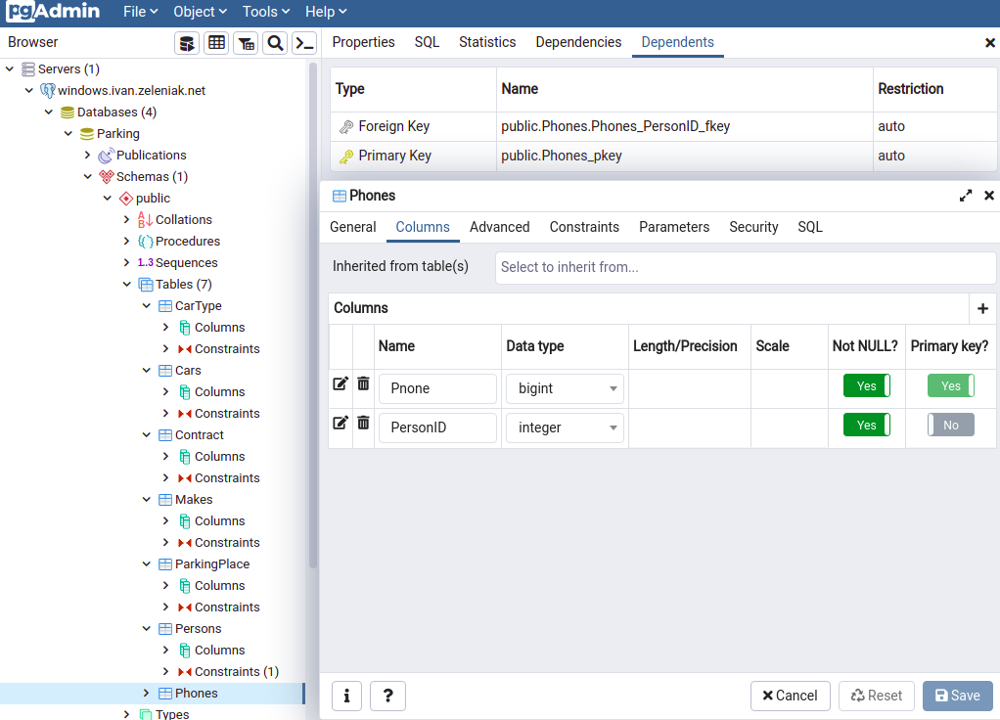 pgAdmin File Object Tools Help
Browser
Properties SQL Statistics Dependencies Dependents
Servers (1)
windows.ivan.zeleniak.net
Databases (4)
Parking
Publications
Schemas (1)
public
Collations
Procedures
1..3 Sequences
Tables (7)
CarType
Columns
Constraints
Cars
Columns
Constraints
Contract
Columns
Constraints
Makes
Columns
Constraints
ParkingPlace
Columns
Constraints
Persons
Columns
Constraints (1)
Phones
Types
Type Name Restriction
Foreign Key public.Phones.Phones_PersonID_fkey auto
Primary Key public.Phones_pkey auto
Phones
General Columns Advanced Constraints Parameters Security SQL
Inherited from table(s) Select to inherit from...
Columns
Name Data type Length/Precision Scale Not NULL? Primary key?
Pnone bigint Yes Yes
PersonID integer Yes No
i ? Cancel Reset Save